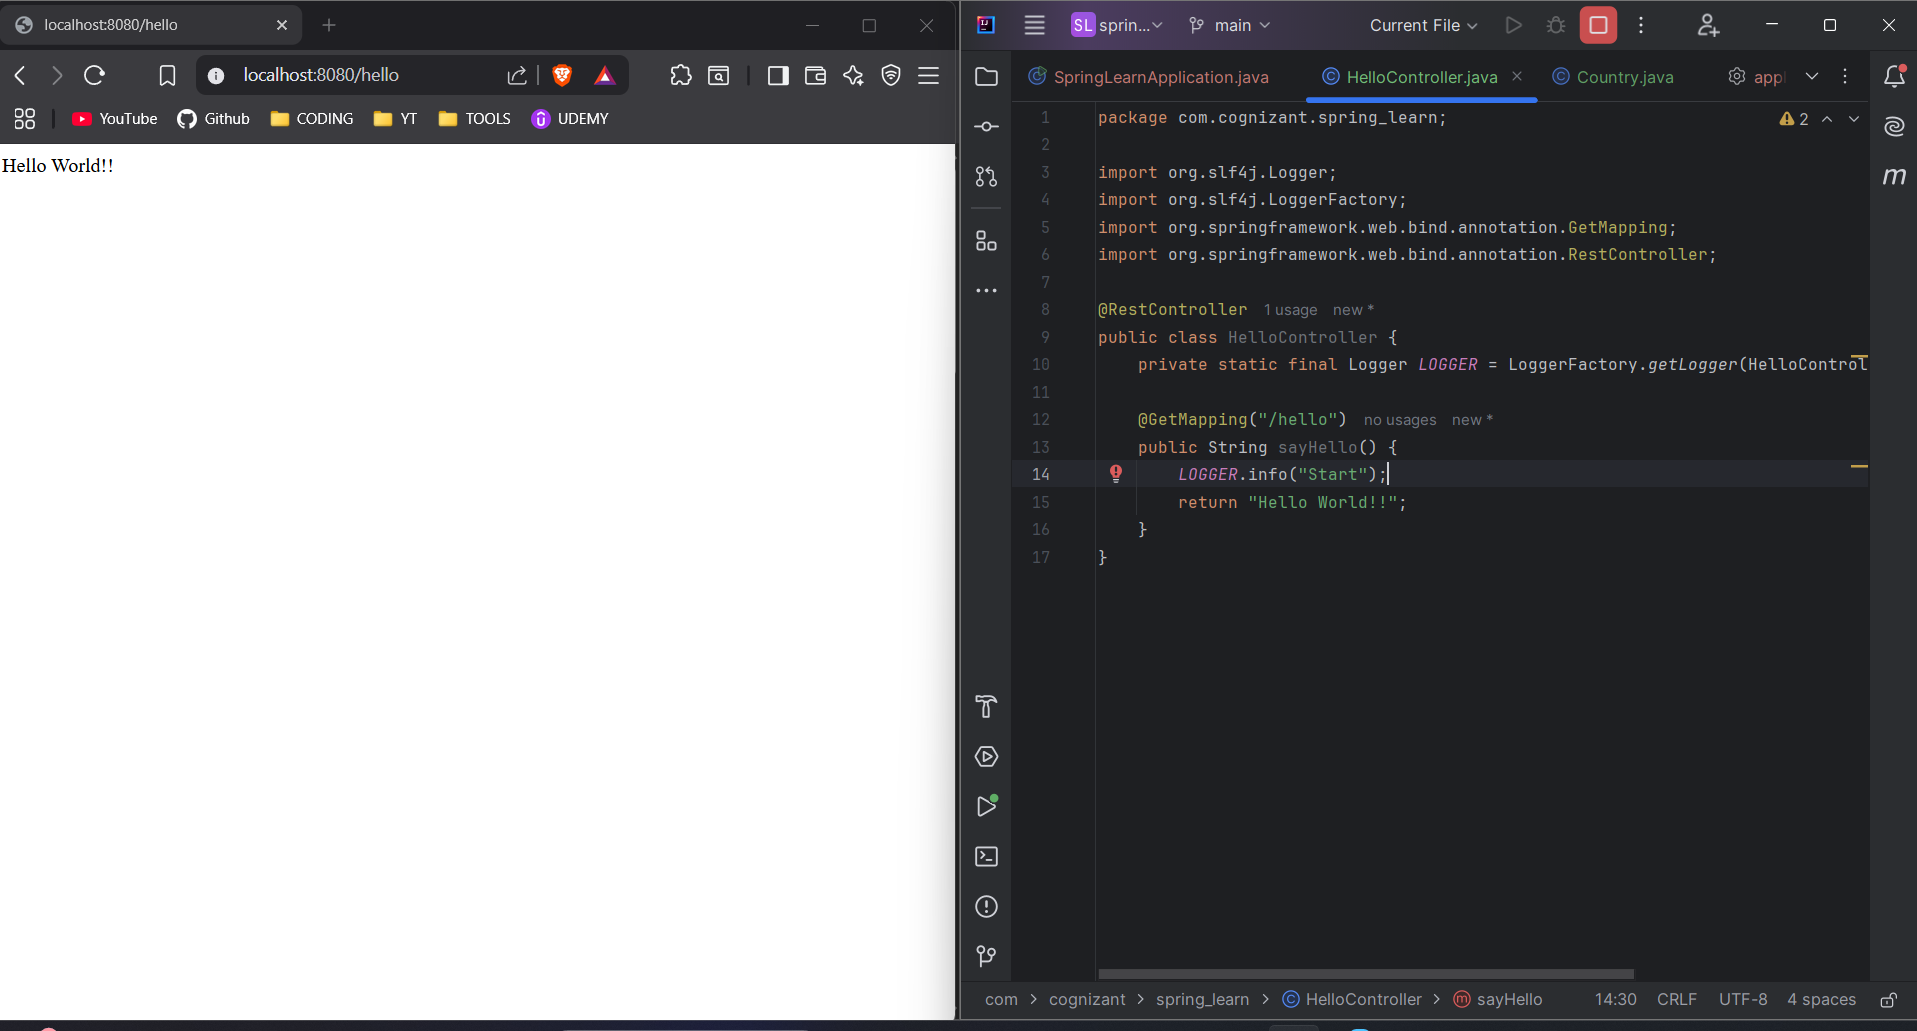 localhost:8080/hello
localhost:8080/hello
YouTube Github CODING YT TOOLS UDEMY
Hello World!!
SL sprin... main Current File
SpringLearnApplication.java HelloController.java Country.java appl
1 package com.cognizant.spring_learn; 2
2
3 import org.slf4j.Logger;
4 import org.slf4j.LoggerFactory;
5 import org.springframework.web.bind.annotation.GetMapping;
6 import org.springframework.web.bind.annotation.RestController;
7
8 @RestController 1 usage new *
9 public class HelloController {
10 private static final Logger LOGGER = LoggerFactory.getLogger(HelloControl
11
12 @GetMapping("/hello") no usages new *
13 public String sayHello() {
14 LOGGER.info("Start");
15 return "Hello World!!";
16 }
17 }
com > cognizant > spring_learn > HelloController > sayHello 14:30 CRLF UTF-8 4 spaces